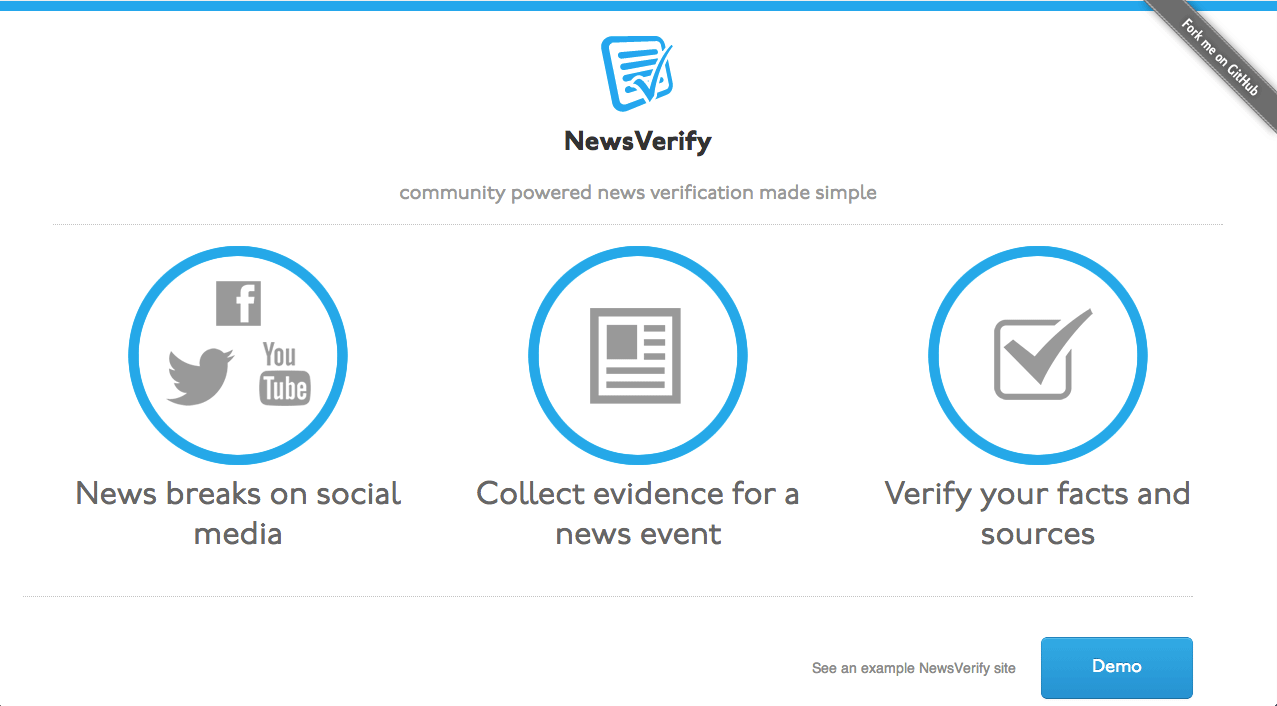 Fork me on GitHub
NewsVerify
community powered news verification made simple
f
You
Tube
News breaks on social
media
Collect evidence for a
news event
Verify your facts and
sources
See an example NewsVerify site
Demo